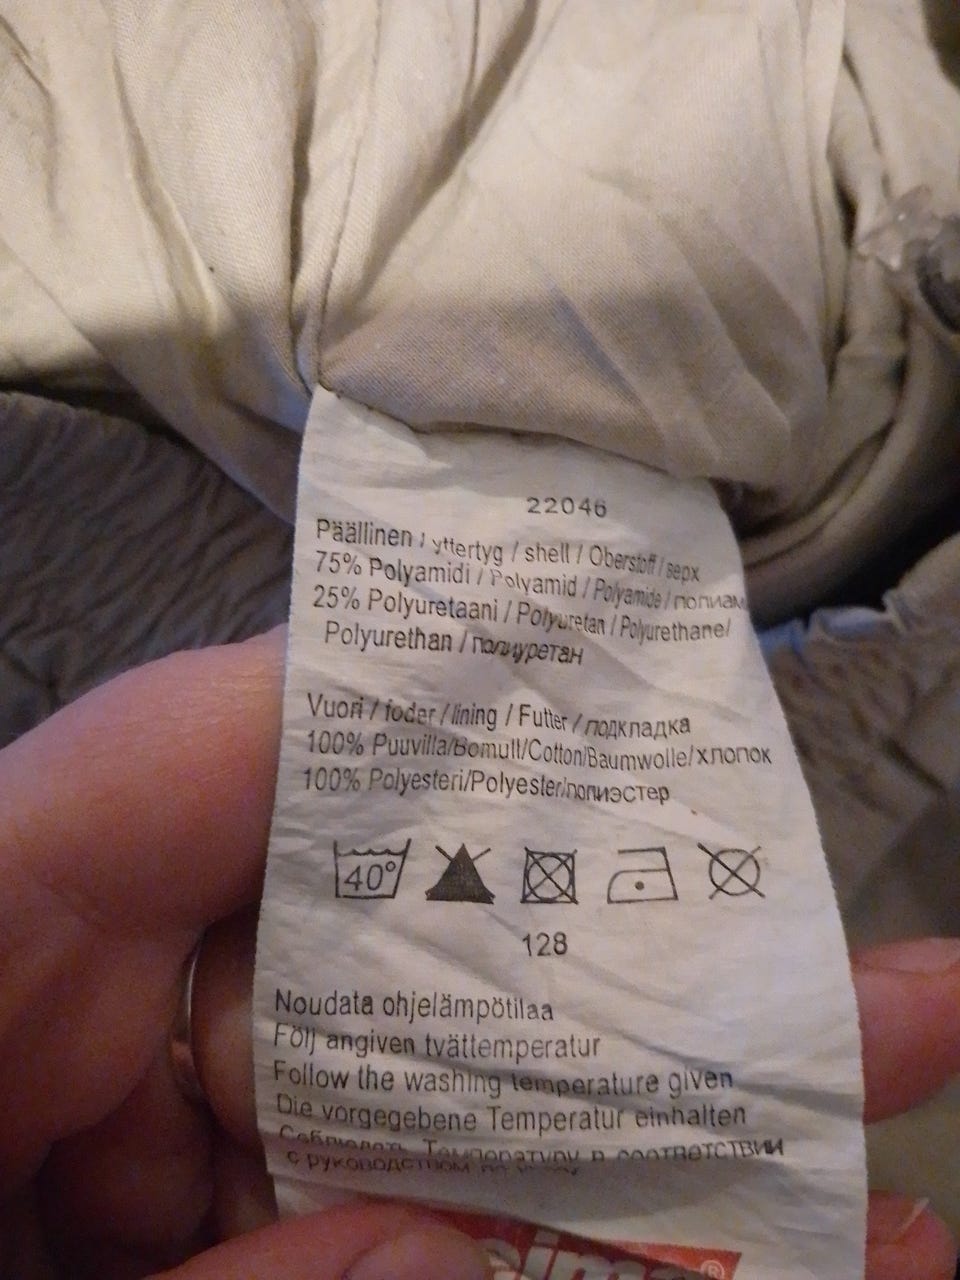 22046
Päällinen / yttertyg / shell / Oberstoff / верх
75% Polyamidi / Polyamid / Polyamide / полиам
25% Polyuretaani / Polyuretan / Polyurethane/
Polyurethan / полиуретан
Vuori / foder / lining / Futter / подкладка
100% Puuvilla/Bomull/Cotton/Baumwolle/хлопок
100% Polyesteri/Polyester/полиэстер
40°
128
Noudata ohjelämpötilaa
Följ angiven tvättemperatur
Follow the washing temperature given
Die vorgegebene Temperatur einhalten
Соблюдать Температуру в соответствии
с руководством по